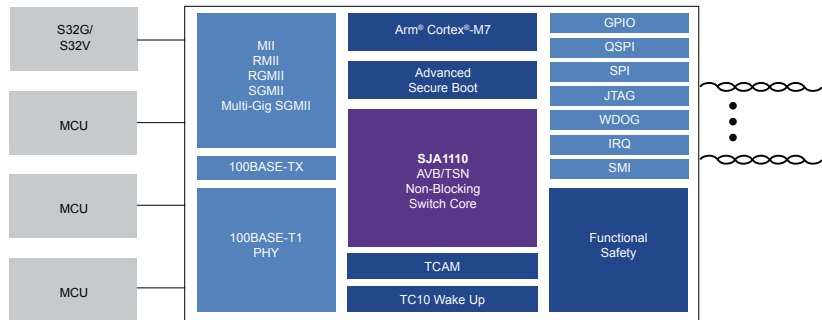 S32G/
S32V
MCU
MCU
MCU
MII
RMII
RGMII
SGMII
Multi-Gig SGMII
100BASE-TX
100BASE-T1
PHY
Arm® Cortex®-M7
Advanced
Secure Boot
SJA1110
AVB/TSN
Non-Blocking
Switch Core
TCAM
TC10 Wake Up
GPIO
QSPI
SPI
JTAG
WDOG
IRQ
SMI
Functional
Safety